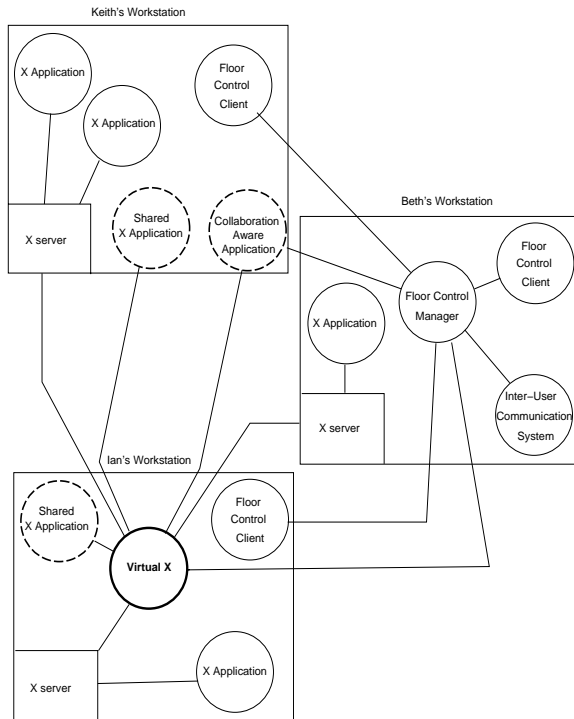 Keith's Workstation
X Application
Floor
Control
Client
X Application
Shared
X Application
Collaboration
Aware
Application
X server
Beth's Workstation
Floor
Control
Client
Floor Control
Manager
X Application
Inter−User
Communication
System
X server
Ian's Workstation
Shared
X Application
Floor
Control
Client
Virtual X
X Application
X server